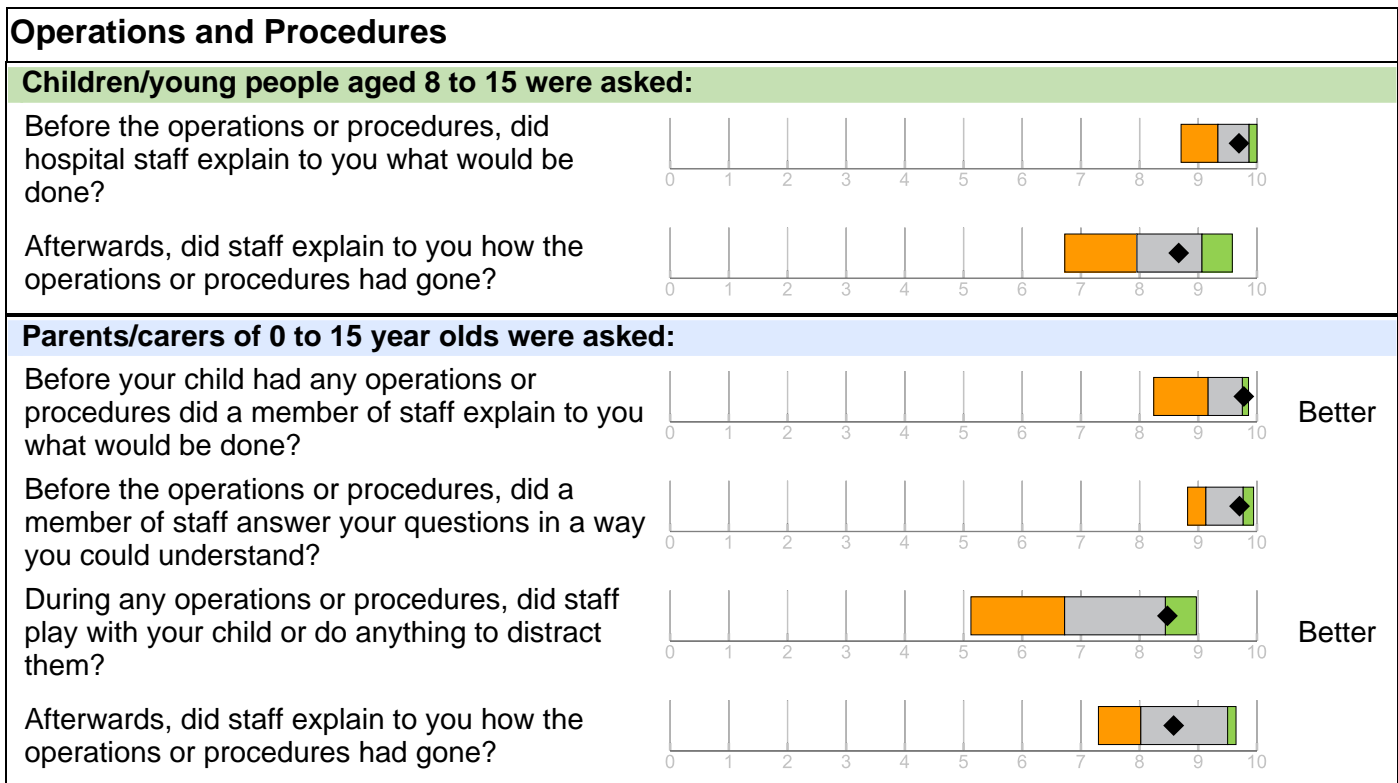 Operations and Procedures
Children/young people aged 8 to 15 were asked:
Before the operations or procedures, did
hospital staff explain to you what would be
done?
0 1 2 3 4 5 6 7 8 9 10
Afterwards, did staff explain to you how the
operations or procedures had gone?
0 1 2 3 4 5 6 7 8 9 10
Parents/carers of 0 to 15 year olds were asked:
Before your child had any operations or
procedures did a member of staff explain to you
what would be done?
0 1 2 3 4 5 6 7 8 9 10
Better
Before the operations or procedures, did a
member of staff answer your questions in a way
you could understand?
0 1 2 3 4 5 6 7 8 9 10
During any operations or procedures, did staff
play with your child or do anything to distract
them?
0 1 2 3 4 5 6 7 8 9 10
Better
Afterwards, did staff explain to you how the
operations or procedures had gone?
0 1 2 3 4 5 6 7 8 9 10